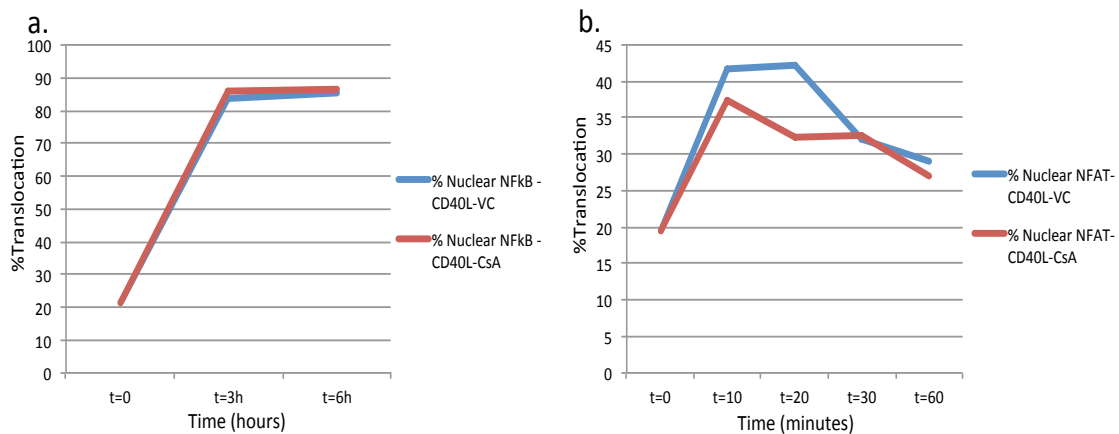 a.
100
90
80
70
60
50
40
30
20
10
0
%Translocation
t=0 t=3h t=6h
Time (hours)
% Nuclear NFkB -
CD40L-VC
% Nuclear NFkB -
CD40L-CsA
b.
45
40
35
30
25
20
15
10
5
0
%Translocation
t=0 t=10 t=20 t=30 t=60
Time (minutes)
% Nuclear NFAT-
CD40L-VC
% Nuclear NFAT-
CD40L-CsA